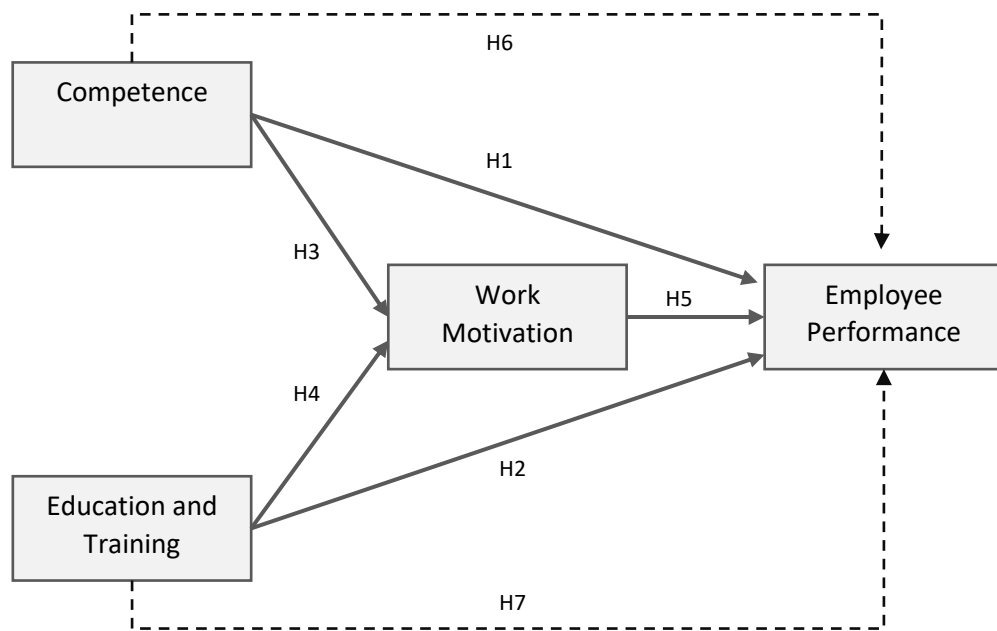 H6
Competence
H1
H3
Work
Motivation
H5
Employee
Performance
H4
H2
Education and
Training
H7